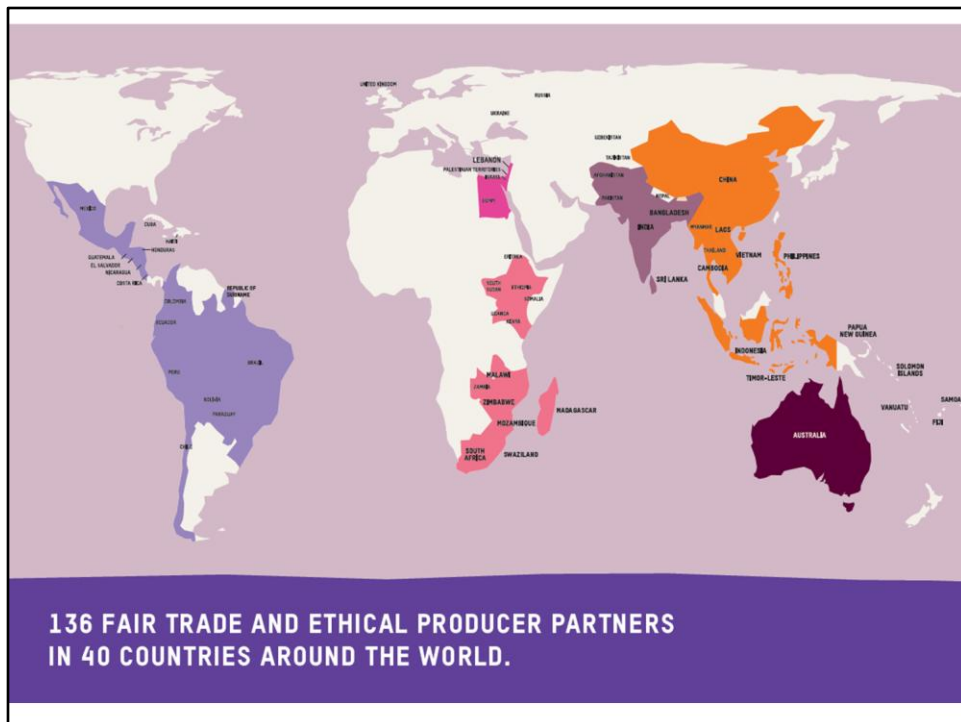 UNITED KINGDOM
RUSSIA
UKRAINE
UZBEKISTAN
TAJIKISTAN
LEBANON
PALESTINIAN TERRITORIES
ISRAEL
EGYPT
AFGHANISTAN
PAKISTAN
NEPAL
CHINA
BANGLADESH
INDIA
MYANMAR
LAOS
THAILAND
VIETNAM
PHILIPPINES
CAMBODIA
SRI LANKA
MEXICO
CUBA
HAITI
HONDURAS
GUATEMALA
EL SALVADOR
NICARAGUA
COSTA RICA
REPUBLIC OF
SURINAME
COLOMBIA
ECUADOR
BRAZIL
PERU
BOLIVIA
PARAGUAY
CHILE
ERITREA
SOUTH
SUDAN
ETHIOPIA
SOMALIA
UGANDA
KENYA
MALAWI
ZAMBIA
ZIMBABWE
MOZAMBIQUE
MADAGASCAR
SOUTH
AFRICA
SWAZILAND
INDONESIA
TIMOR-LESTE
PAPUA
NEW GUINEA
SOLOMON
ISLANDS
VANUATU
SAMOA
FIJI
AUSTRALIA
136 FAIR TRADE AND ETHICAL PRODUCER PARTNERS
IN 40 COUNTRIES AROUND THE WORLD.